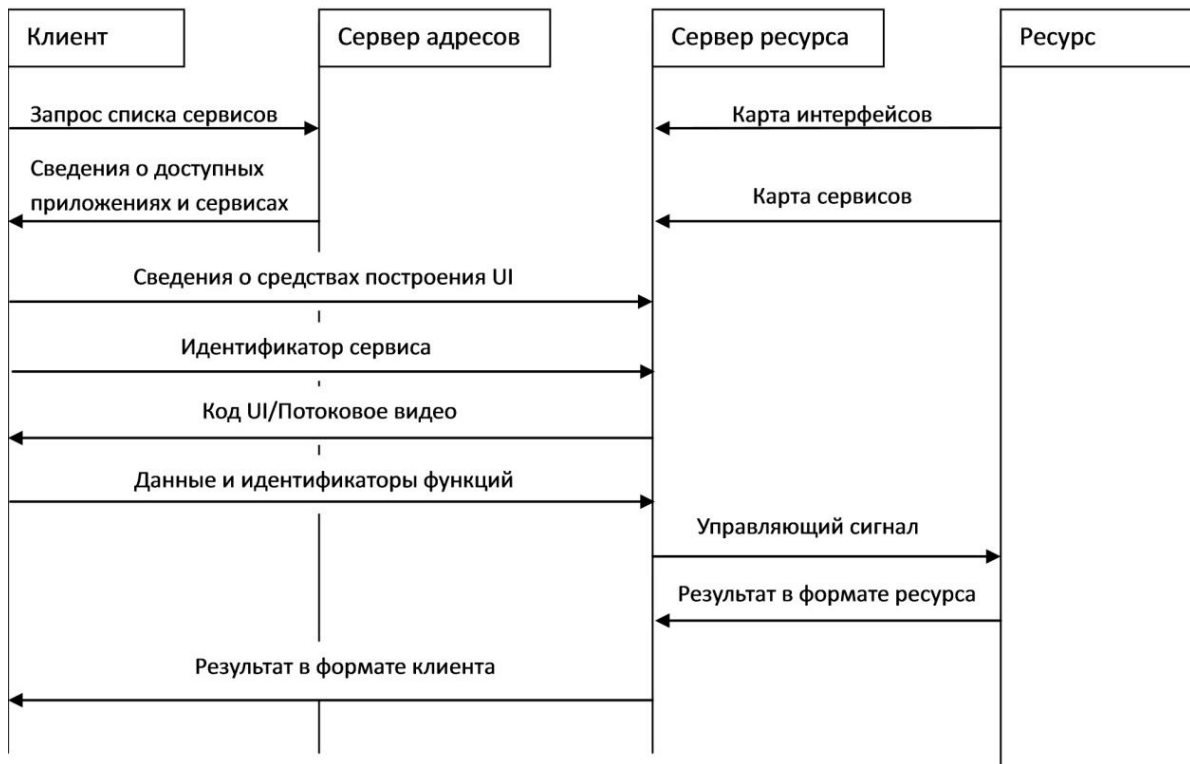 Клиент
Сервер адресов
Сервер ресурса
Ресурс
Запрос списка сервисов
Карта интерфейсов
Сведения о доступных
приложениях и сервисах
Карта сервисов
Сведения о средствах построения UI
Идентификатор сервиса
Код UI/Потоковое видео
Данные и идентификаторы функций
Управляющий сигнал
Результат в формате ресурса
Результат в формате клиента